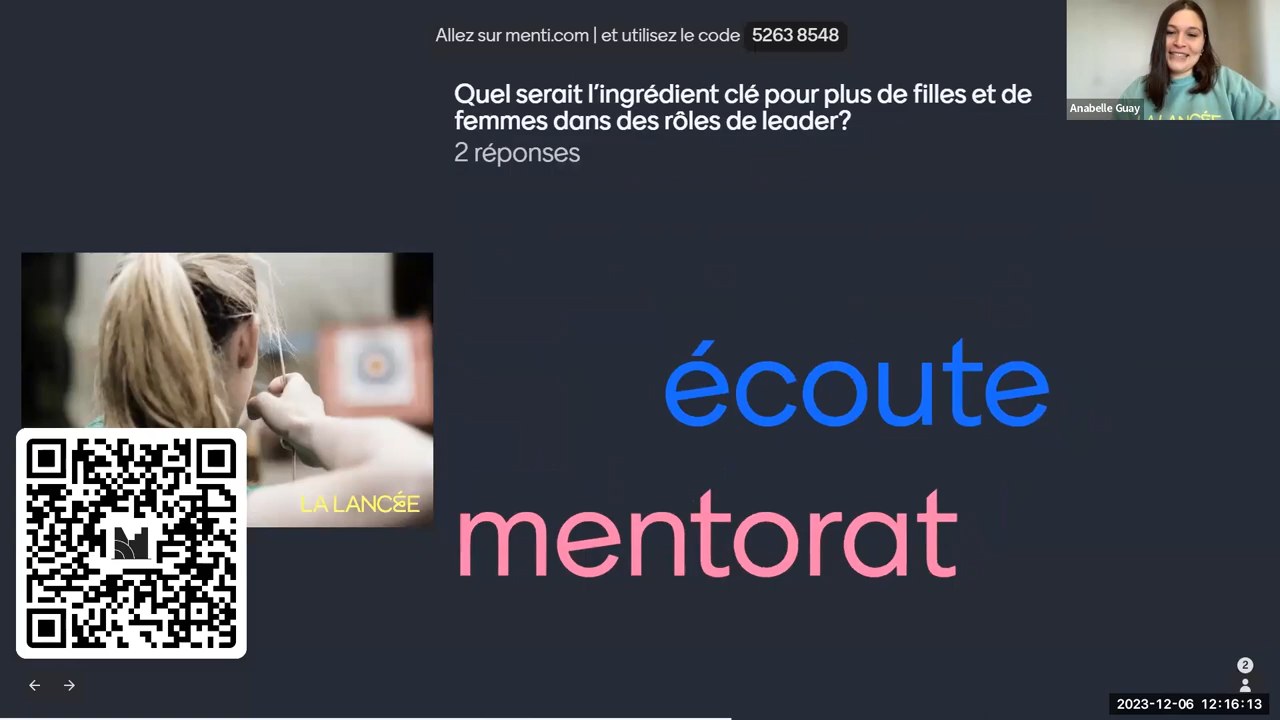 Allez sur menti.com | et utilisez le code 5263 8548
Quel serait l'ingrédient clé pour plus de filles et de
femmes dans des rôles de leader?
2 réponses
Anabelle Guay
LA LANCÉE
écoute
LA LANCÉE
mentorat
2
2023-12-06 12:16:13